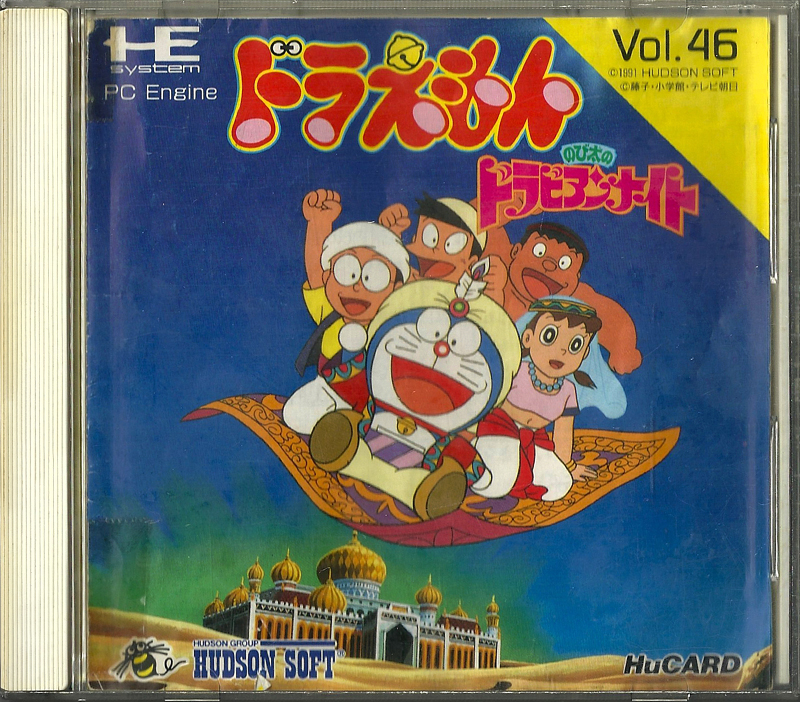 HE
system
PC Engine
ドラえもん
Vol. 46
©1991 HUDSON SOFT
©藤子・小学館・テレビ朝日
のび太の
ドラビアンナイト
HUDSON GROUP
HUDSON SOFT®
HuCARD